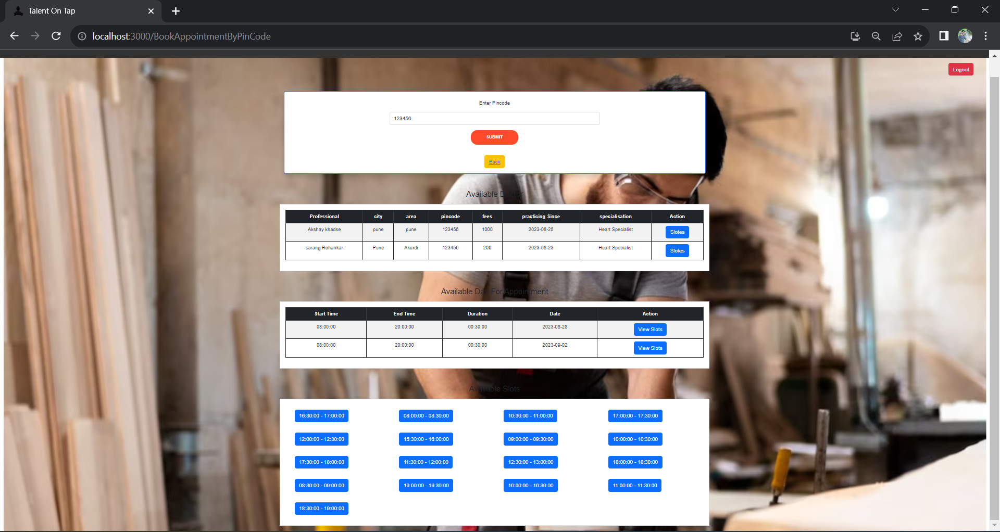 Talent On Tap
localhost:3000/BookAppointmentByPinCode
Logout
Enter Pincode
123456
SUBMIT
Back
Available Doctor
Professional city area pincode fees practicing Since specialisation Action
Akshay khadse pune pune 123456 1000 2023-08-25 Heart Specialist Slotes
sarang Rohankar Pune Akurdi 123456 200 2023-08-23 Heart Specialist Slotes
Available Day For Appointment
Start Time End Time Duration Date Action
08:00:00 20:00:00 00:30:00 2023-08-28 View Slots
08:00:00 20:00:00 00:30:00 2023-09-02 View Slots
Available Slots
16:30:00 - 17:00:00 08:00:00 - 08:30:00 10:30:00 - 11:00:00 17:00:00 - 17:30:00
12:00:00 - 12:30:00 15:30:00 - 16:00:00 09:00:00 - 09:30:00 10:00:00 - 10:30:00
17:30:00 - 18:00:00 11:30:00 - 12:00:00 12:30:00 - 13:00:00 18:00:00 - 18:30:00
08:30:00 - 09:00:00 19:00:00 - 19:30:00 16:00:00 - 16:30:00 11:00:00 - 11:30:00
18:30:00 - 19:00:00